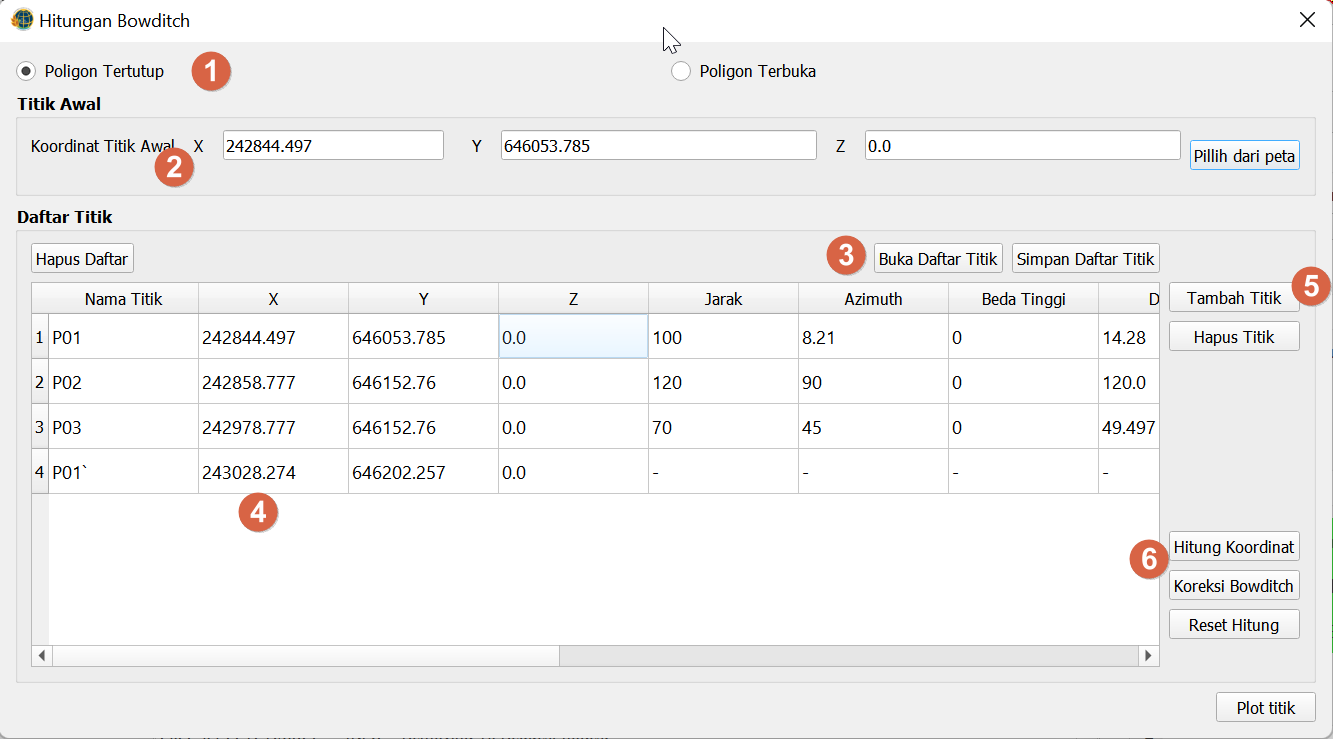 Hitungan Bowditch
Poligon Tertutup 1 Poligon Terbuka
Titik Awal
Koordinat Titik Awal X 242844.497 Y 646053.785 Z 0.0 Pillih dari peta
2
Daftar Titik
Hapus Daftar 3 Buka Daftar Titik Simpan Daftar Titik
Nama Titik X Y Z Jarak Azimuth Beda Tinggi D Tambah Titik 5
1 P01 242844.497 646053.785 0.0 100 8.21 0 14.28 Hapus Titik
2 P02 242858.777 646152.76 0.0 120 90 0 120.0
3 P03 242978.777 646152.76 0.0 70 45 0 49.497
4 P01` 243028.274 646202.257 0.0 - - - -
4
Hitung Koordinat
6
Koreksi Bowditch
Reset Hitung
Plot titik